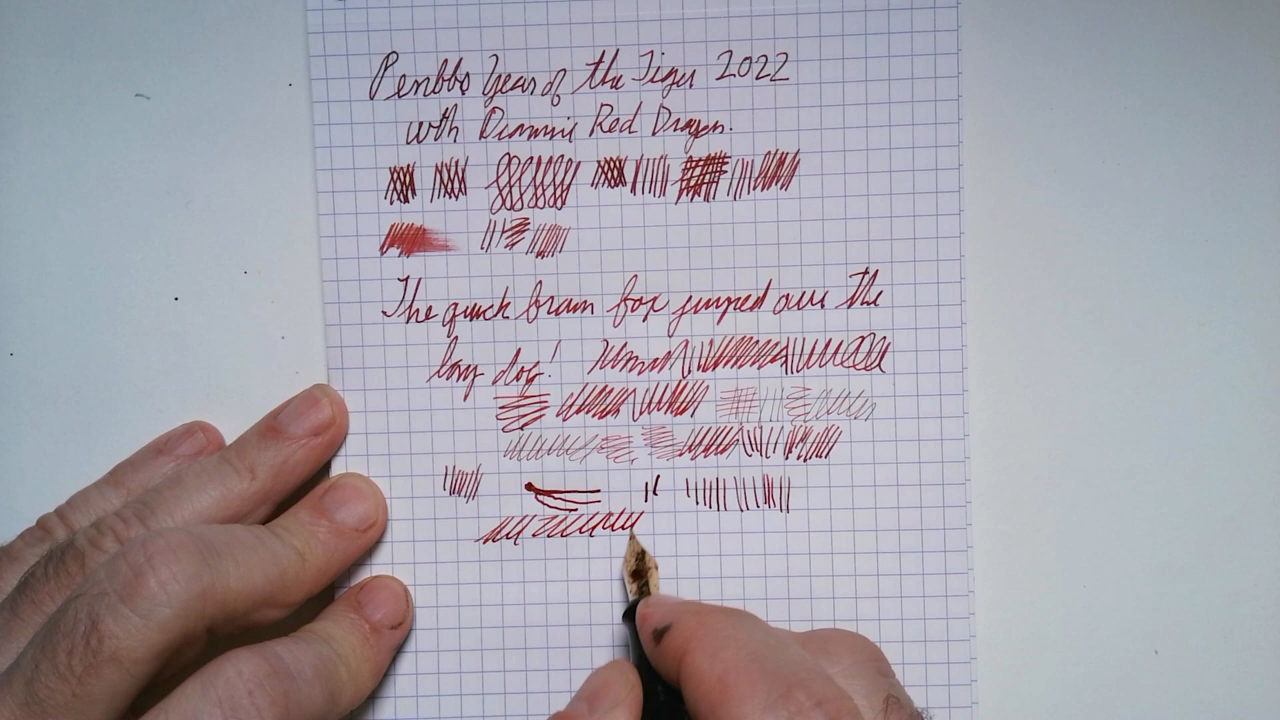 Penbbs Year of the Tiger 2022
with Diamine Red Dragon.
The quick brown fox jumped over the
lazy dog!